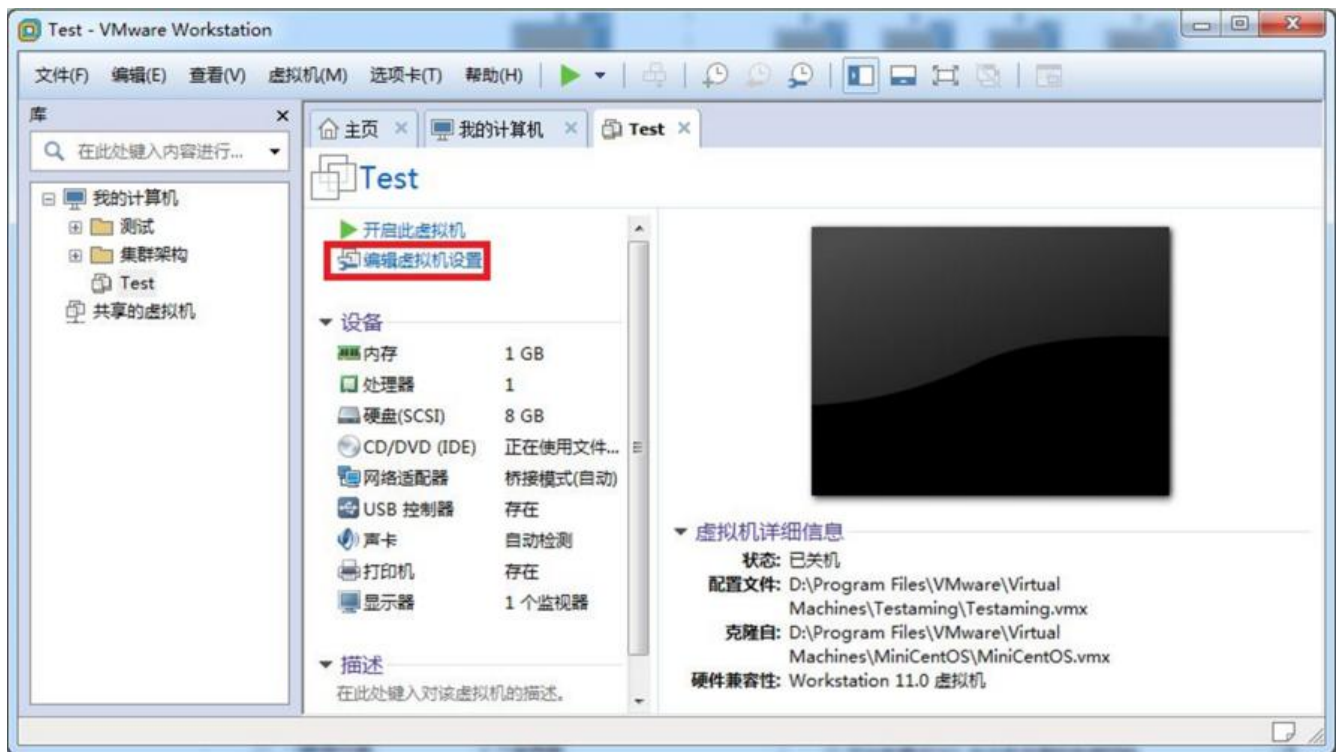 Test - VMware Workstation
文件(F) 编辑(E) 查看(V) 虚拟机(M) 选项卡(T) 帮助(H)
库
在此处键入内容进行...
我的计算机
测试
集群架构
Test
共享的虚拟机
主页 我的计算机 Test
Test
开启此虚拟机
编辑虚拟机设置
设备
内存 1 GB
处理器 1
硬盘(SCSI) 8 GB
CD/DVD (IDE) 正在使用文件...
网络适配器 桥接模式(自动)
USB 控制器 存在
声卡 自动检测
打印机 存在
显示器 1 个监视器
描述
在此处键入对该虚拟机的描述。
虚拟机详细信息
状态: 已关机
配置文件: D:\Program Files\VMware\Virtual
Machines\Testaming\Testaming.vmx
克隆自: D:\Program Files\VMware\Virtual
Machines\MiniCentOS\MiniCentOS.vmx
硬件兼容性: Workstation 11.0 虚拟机